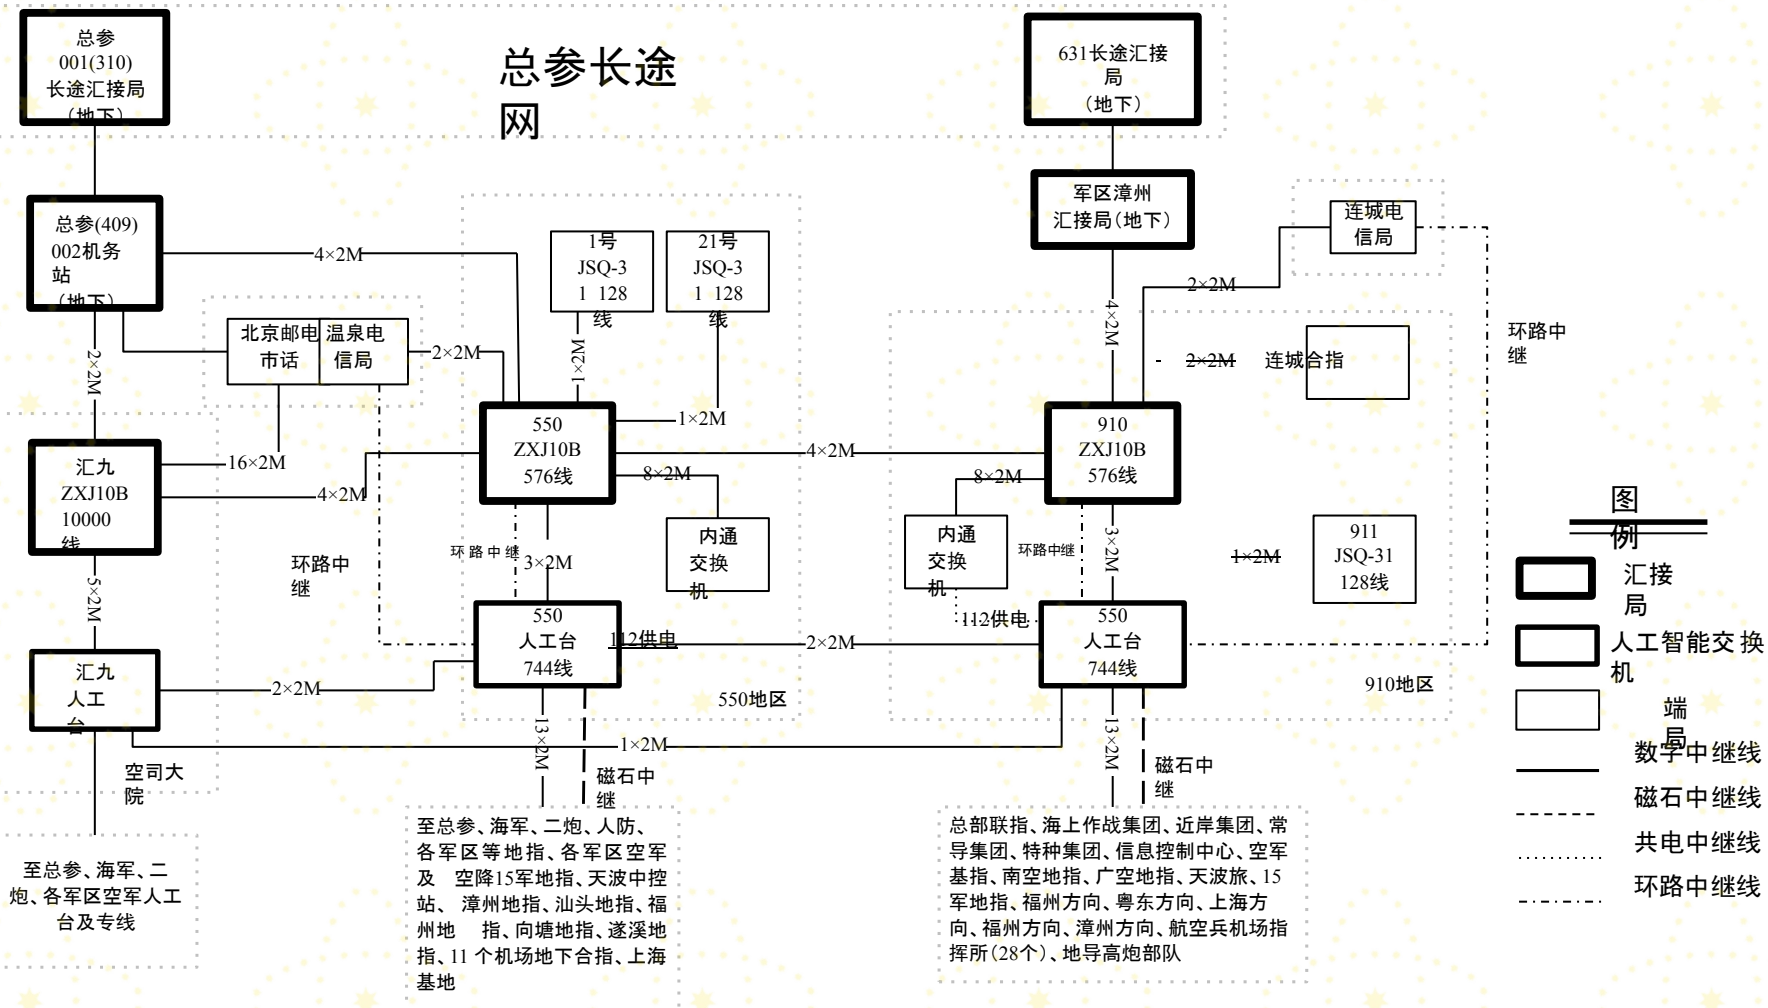 总参
001(310)
长途汇接局
（地下）
总参长途
网
631长途汇接
局
（地下）
总参(409)
002机务
站
（地下）
军区漳州
汇接局（地下）
连城电
信局
4×2M
1号
JSQ-3
1 128
线
21号
JSQ-3
1 128
线
2×2M
4×2M
北京邮电
市话
温泉电
信局
2×2M
2×2M
1×2M
2×2M
连城合指
环路中
继
550
ZXJ10B
576线
1×2M
910
ZXJ10B
576线
汇九
ZXJ10B
10000
线
16×2M
4×2M
4×2M
8×2M
8×2M
内通
交换
机
内通
交换
机
911
JSQ-31
128线
1×2M
环路中
继
环路中继
3×2M
环路中继
3×2M
5×2M
112供电
550
人工台
744线
112供电
2×2M
550
人工台
744线
汇九
人工
台
2×2M
550地区
910地区
1×2M
13×2M
13×2M
空司大
院
磁石中
继
磁石中
继
至总参、海军、二
炮、各军区空军人工
台及专线
至总参、海军、二炮、人防、
各军区等地指、各军区空军
及 空降15军地指、天波中控
站、 漳州地指、汕头地指、福
州地 指、向塘地指、遂溪地
指、11 个机场地下合指、上海
基地
总部联指、海上作战集团、近岸集团、常
导集团、特种集团、信息控制中心、空军
基指、南空地指、广空地指、天波旅、15
军地指、福州方向、粤东方向、上海方
向、福州方向、漳州方向、航空兵机场指
挥所（28个）、地导高炮部队
图
例
汇接
局
人工智能交换
机
端
局
数字中继线
磁石中继线
共电中继线
环路中继线